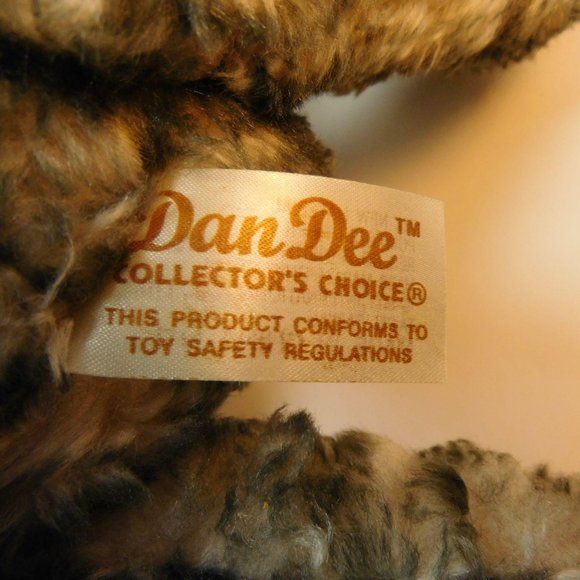 Dan Dee™
COLLECTOR'S CHOICE®
THIS PRODUCT CONFORMS TO
TOY SAFETY REGULATIONS